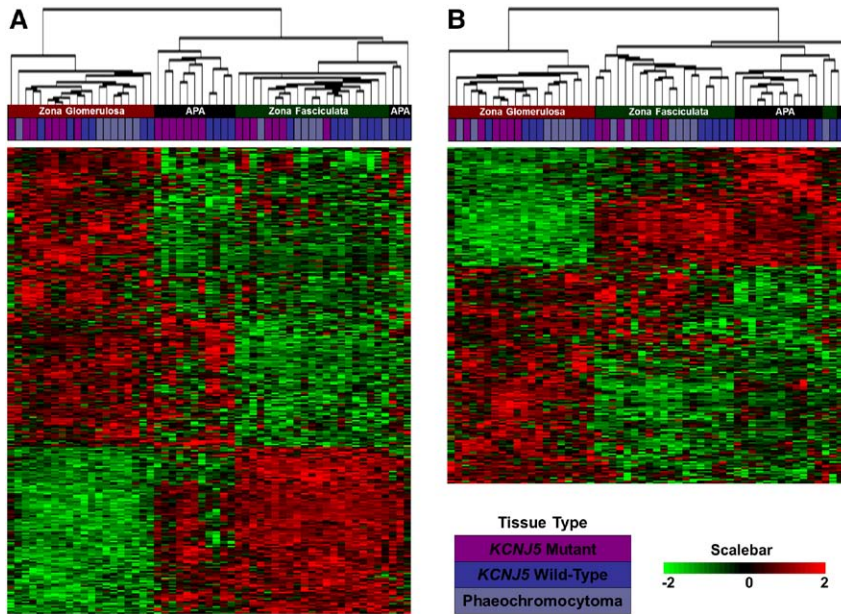 A
B
Zona Glomerulosa APA Zona Fasciculata APA
Zona Glomerulosa Zona Fasciculata APA
Tissue Type
KCNJ5 Mutant
KCNJ5 Wild-Type
Phaeochromocytoma
Scalebar
-2 0 2